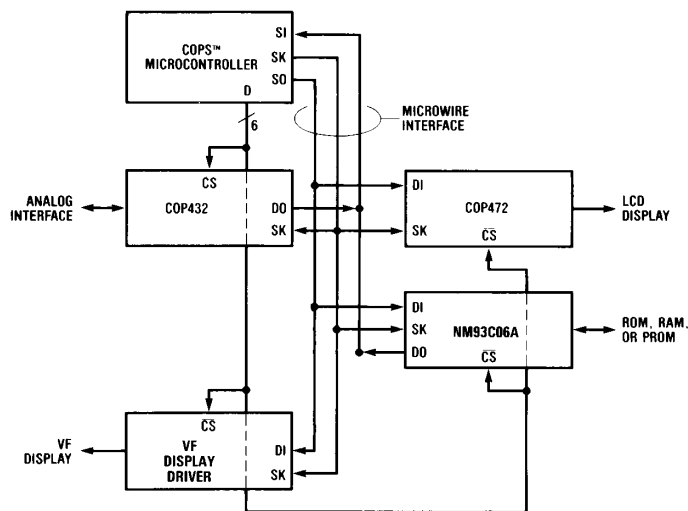 COPS™
MICROCONTROLLER
SI
SK
SO
D
6
MICROWIRE
INTERFACE
CS
COP432
DO
SK
ANALOG
INTERFACE
DI
COP472
SK
CS
LCD
DISPLAY
DI
SK
NM93C06A
DO
CS
ROM, RAM,
OR PROM
CS
VF
DISPLAY
DRIVER
DI
SK
VF
DISPLAY